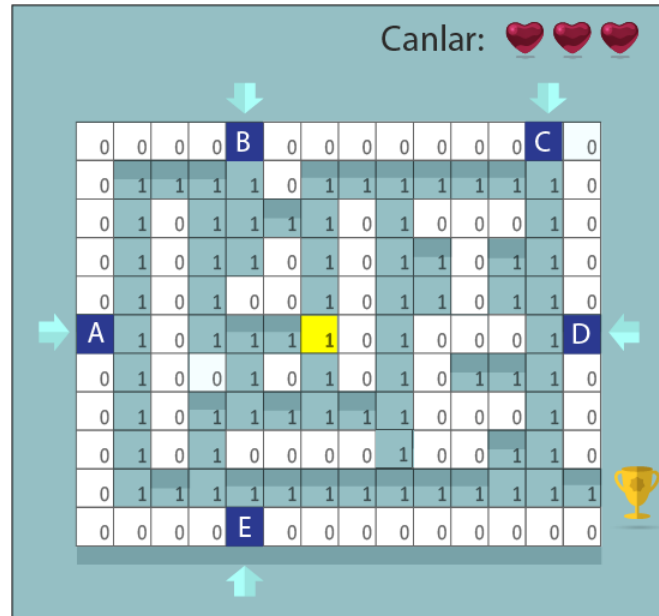 Canlar:
0 0 0 0 B 0 0 0 0 0 0 0 C 0
0 1 1 1 1 0 1 1 1 1 1 1 1 0
0 1 0 1 1 1 1 0 1 0 0 0 1 0
0 1 0 1 1 0 1 0 1 1 0 1 1 0
0 1 0 1 0 0 1 0 1 1 0 1 1 0
A 1 0 1 1 1 1 0 1 0 0 0 1 D
0 1 0 0 1 0 1 0 1 0 1 1 1 0
0 1 0 1 1 1 1 1 1 0 0 0 1 0
0 1 0 1 0 0 0 0 1 0 0 1 1 0
0 1 1 1 1 1 1 1 1 1 1 1 1 1
0 0 0 0 E 0 0 0 0 0 0 0 0 0